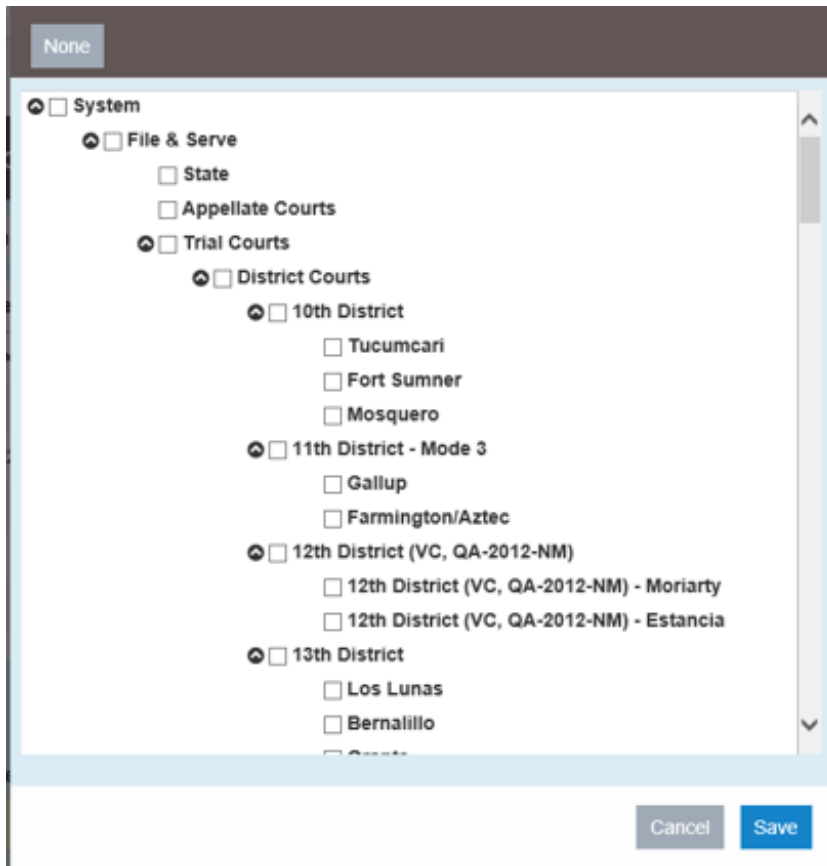 None
System
File & Serve
State
Appellate Courts
Trial Courts
District Courts
10th District
Tucumcari
Fort Sumner
Mosquero
11th District - Mode 3
Gallup
Farmington/Aztec
12th District (VC, QA-2012-NM)
12th District (VC, QA-2012-NM) - Moriarty
12th District (VC, QA-2012-NM) - Estancia
13th District
Los Lunas
Bernalillo
Cancel Save